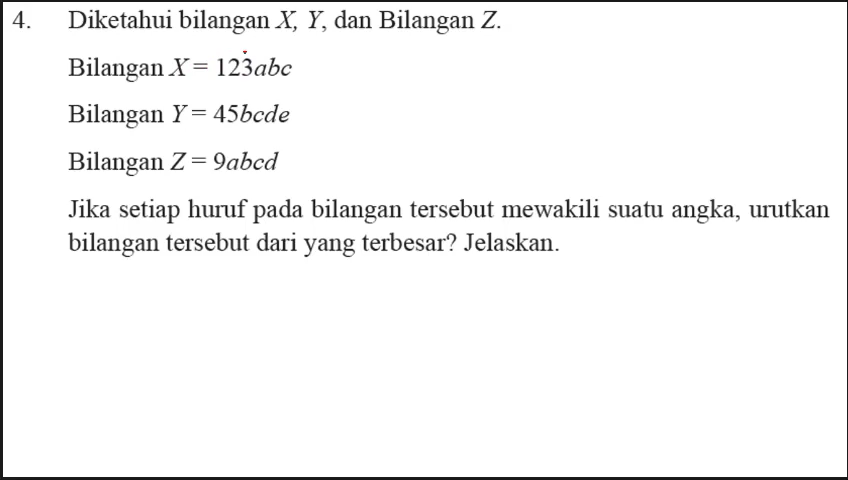 4. Diketahui bilangan X, Y, dan Bilangan Z.
Bilangan X = 123abc
Bilangan Y = 45bcde
Bilangan Z = 9abcd
Jika setiap huruf pada bilangan tersebut mewakili suatu angka, urutkan
bilangan tersebut dari yang terbesar? Jelaskan.